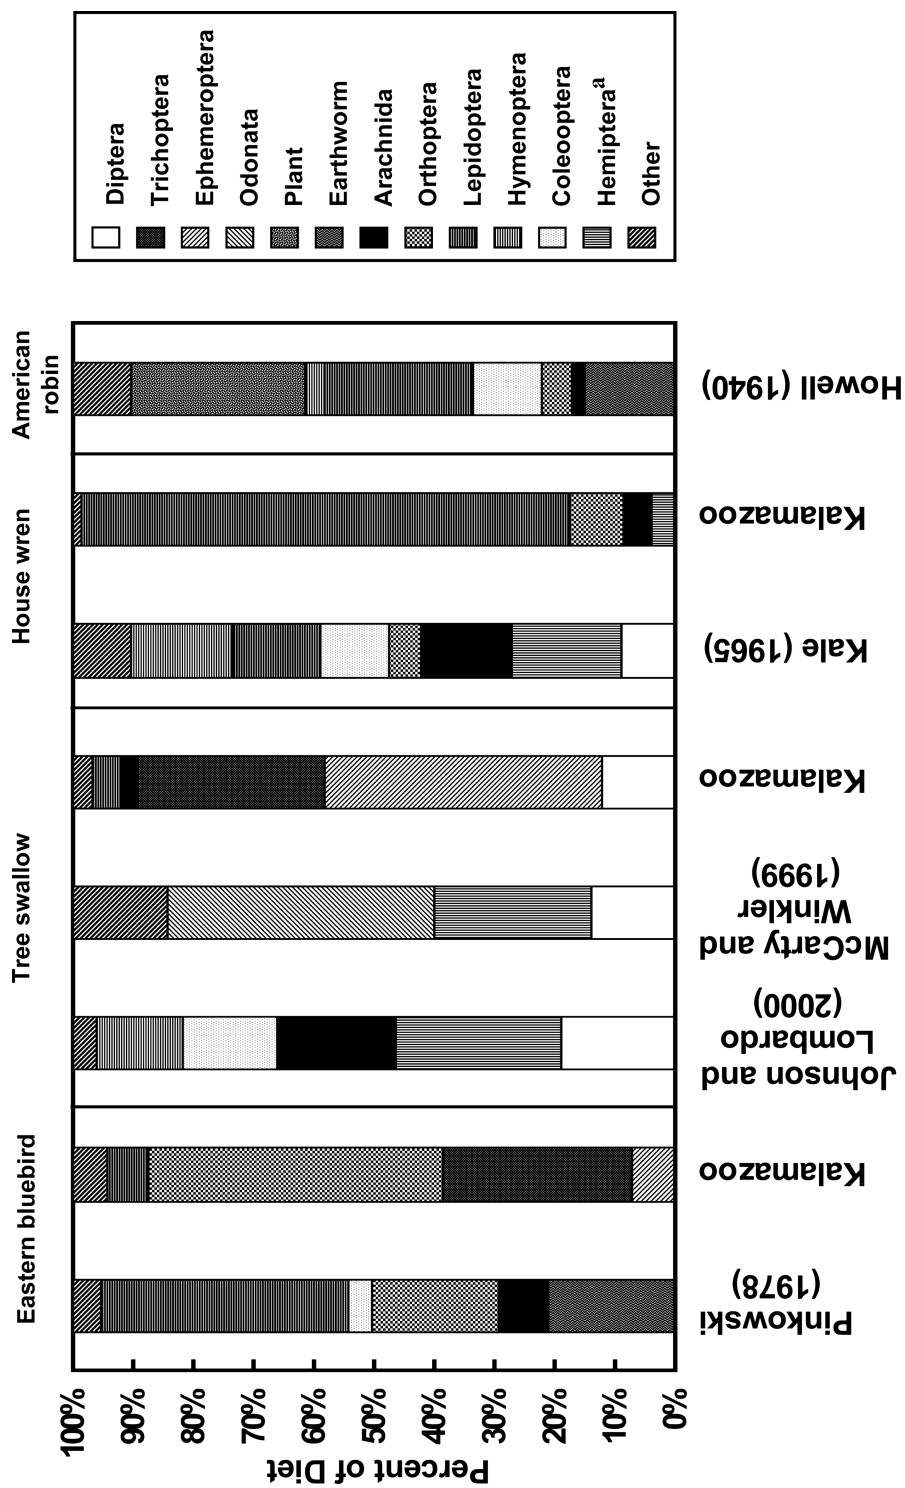 Eastern bluebird
Tree swallow
House wren
American
robin
Diptera
Trichoptera
Ephemeroptera
Odonata
Plant
Earthworm
Arachnida
Orthoptera
Lepidoptera
Hymenoptera
Coleooptera
Hemipteraᵃ
Other
Percent of Diet
100%
90%
80%
70%
60%
50%
40%
30%
20%
10%
0%
Pinkowski
(1978)
Kalamazoo
Johnson and
Lombardo
(2000)
McCarty and
Winkler
(1999)
Kalamazoo
Kale (1965)
Kalamazoo
Howell (1940)